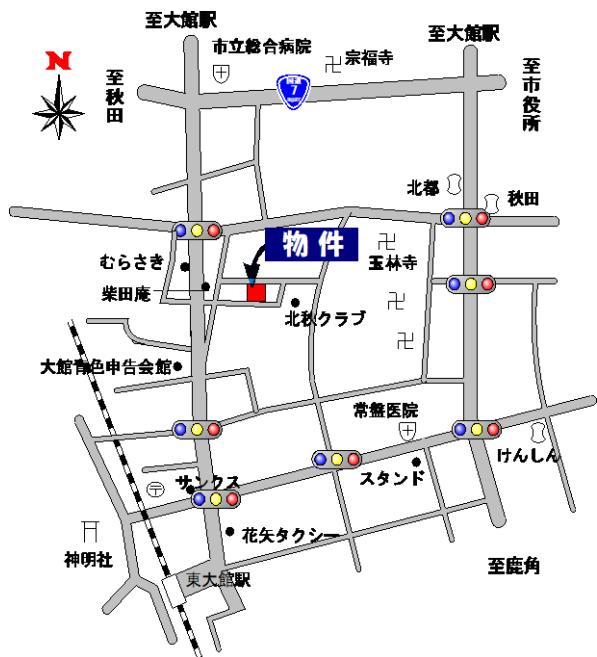 至大館駅
至大館駅
市立総合病院
宗福寺
N
至秋田
国道
7
至市役所
北都
秋田
物件
むらさき
玉林寺
柴田庵
北秋クラブ
大館青色申告会館
常盤医院
けんしん
サンクス
スタンド
〒
花矢タクシー
神明社
東大館駅
至鹿角